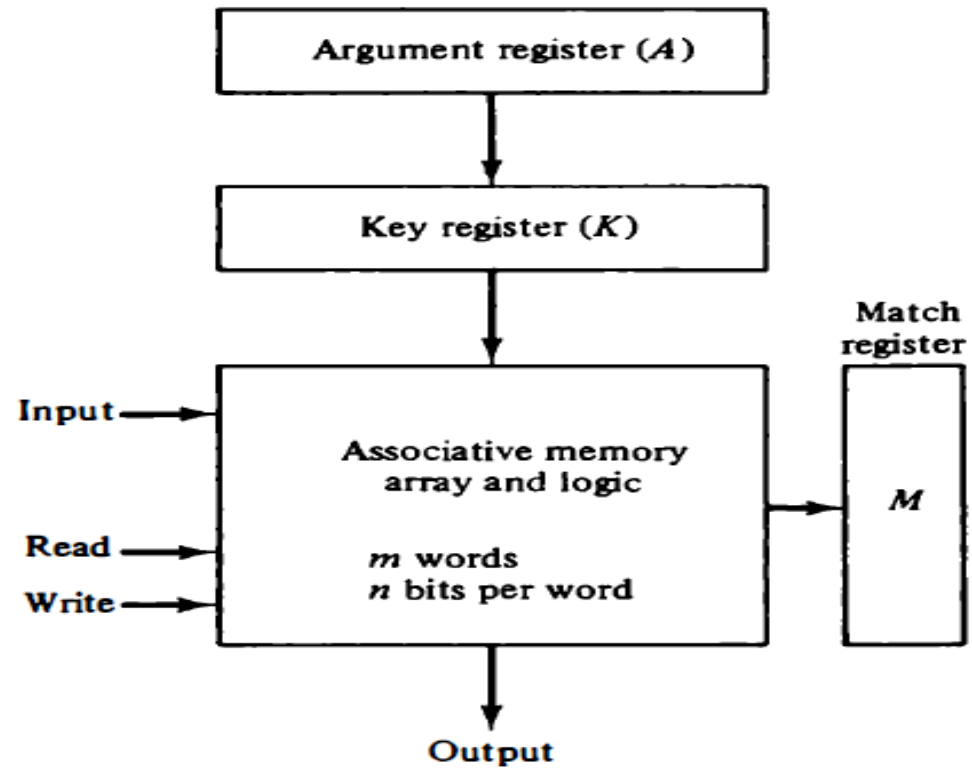 Argument register (A)
Key register (K)
Match
register
Input
Associative memory
array and logic
M
Read
m words
Write
n bits per word
Output